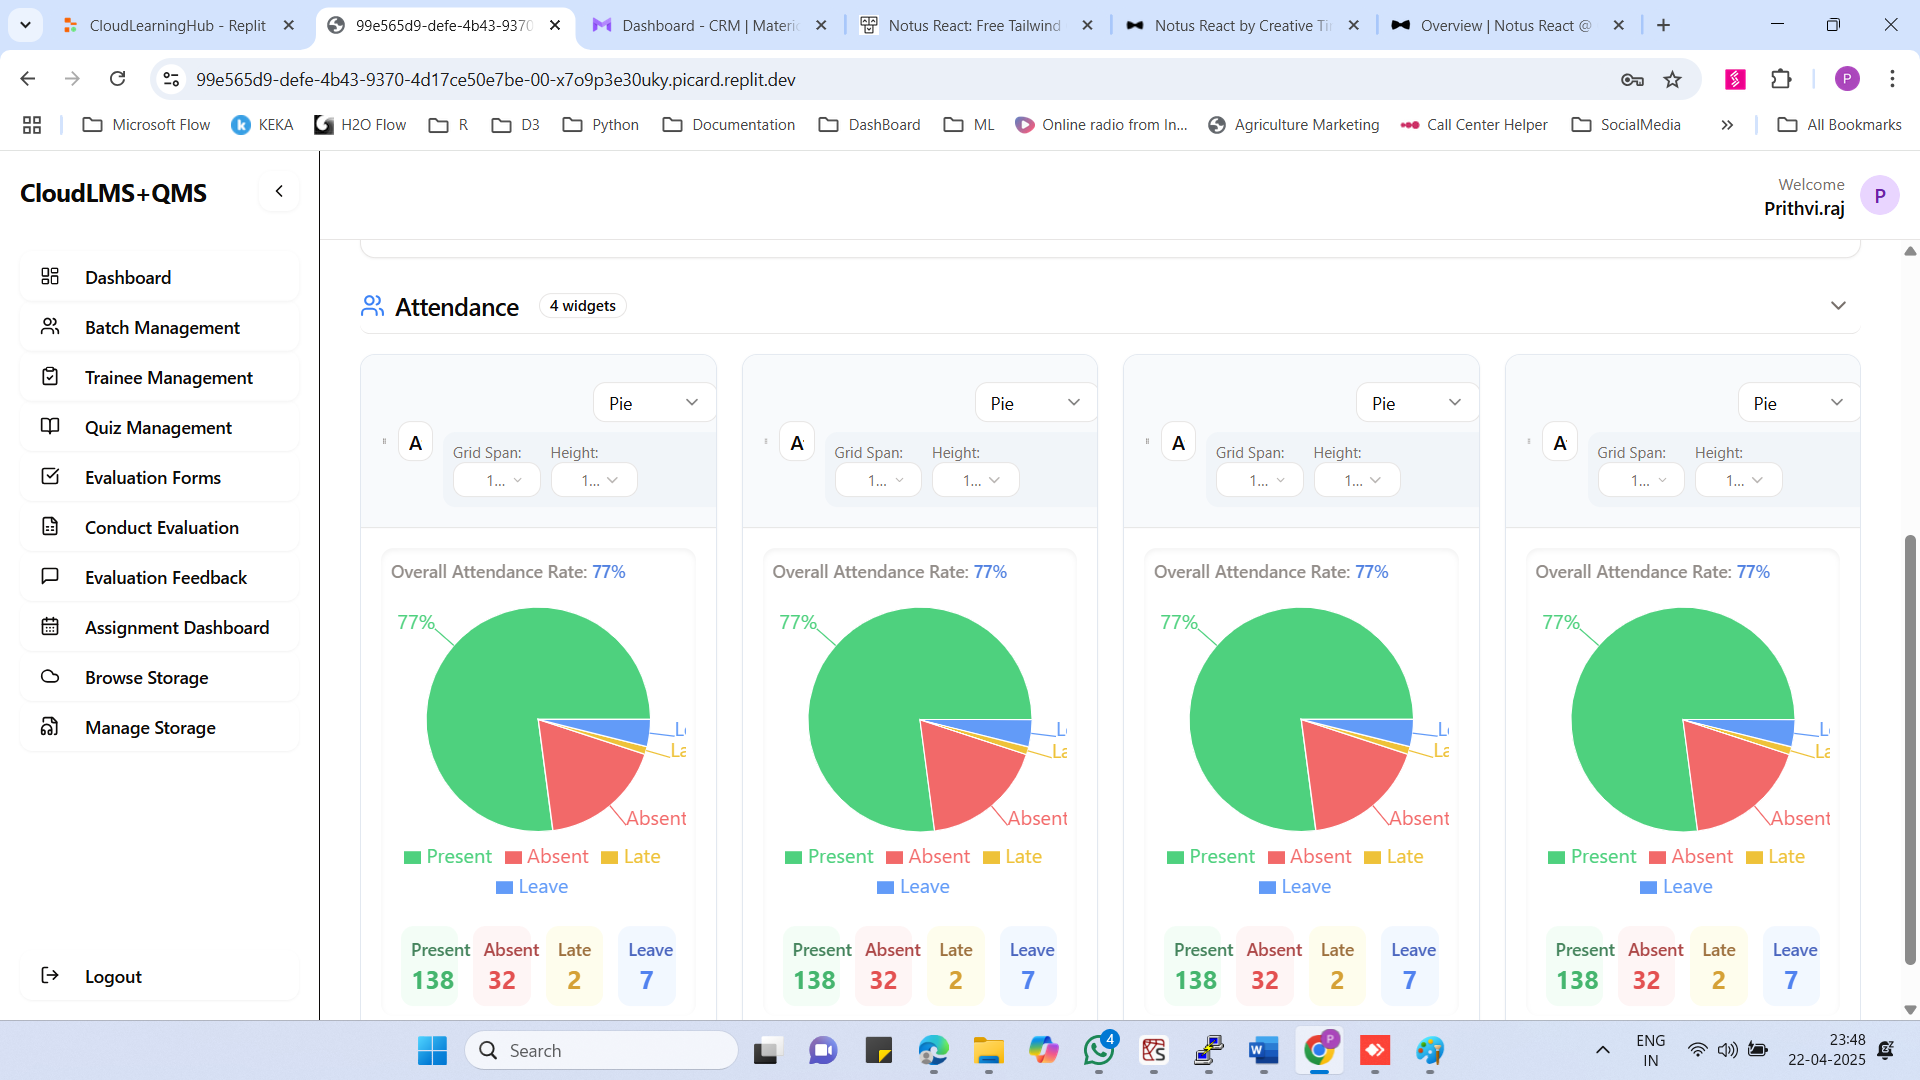 CloudLearningHub - Replit
99e565d9-defe-4b43-9370
Dashboard - CRM | Materi
Notus React: Free Tailwind
Notus React by Creative Ti
Overview | Notus React @
99e565d9-defe-4b43-9370-4d17ce50e7be-00-x7o9p3e30uky.picard.replit.dev
P
Microsoft Flow
KEKA
H2O Flow
R
D3
Python
Documentation
DashBoard
ML
Online radio from In...
Agriculture Marketing
Call Center Helper
SocialMedia
All Bookmarks
CloudLMS+QMS
Welcome
Prithvi.raj
P
Dashboard
Batch Management
Trainee Management
Quiz Management
Evaluation Forms
Conduct Evaluation
Evaluation Feedback
Assignment Dashboard
Browse Storage
Manage Storage
Logout
Attendance 4 widgets
Pie
A
Grid Span: Height:
1... 1...
Overall Attendance Rate: 77%
77%
Absent
Present Absent Late
Leave
Present Absent Late Leave
138 32 2 7
Pie
A
Grid Span: Height:
1... 1...
Overall Attendance Rate: 77%
77%
Absent
Present Absent Late
Leave
Present Absent Late Leave
138 32 2 7
Pie
A
Grid Span: Height:
1... 1...
Overall Attendance Rate: 77%
77%
Absent
Present Absent Late
Leave
Present Absent Late Leave
138 32 2 7
Pie
A
Grid Span: Height:
1... 1...
Overall Attendance Rate: 77%
77%
Absent
Present Absent Late
Leave
Present Absent Late Leave
138 32 2 7
Search
4
P
ENG
IN
23:48
22-04-2025